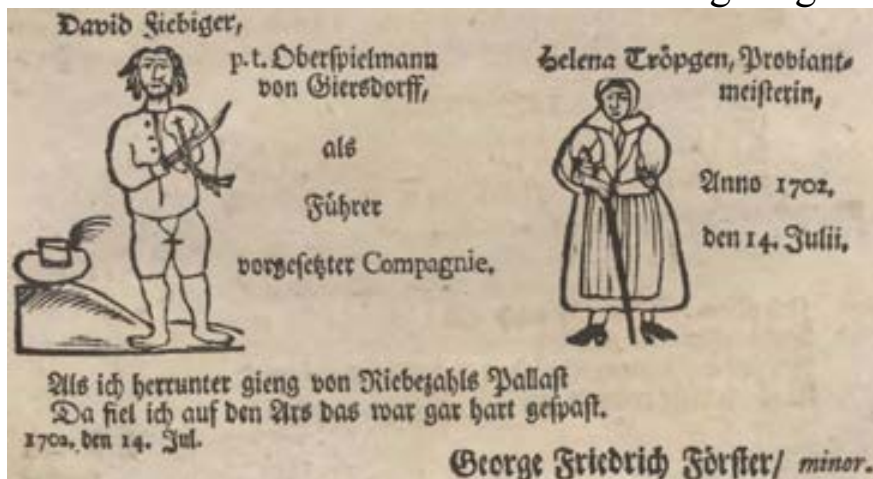 David Fiebiger,
p. t. Oberspielmann
von Giersdorff,
als
Führer
vorgesetzter Compagnie.
Helena Tröpgen, Proviant-
meisterin,
Anno 1702.
den 14. Julii.
Als ich herrunter gieng von Riebezahls Pallast
Da fiel ich auf den Ars das war gar hart gespast.
1702. den 14. Jul.
George Friedrich Förster/ minor.